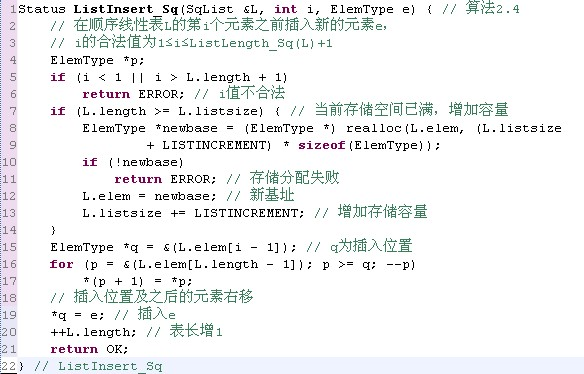 1 Status ListInsert_Sq(SqList &L, int i, ElemType e) { // 算法2.4
2 // 在顺序线性表L的第i个元素之前插入新的元素e,
3 // i的合法值为1≤i≤ListLength_Sq(L)+1
4 ElemType *p;
5 if (i < 1 || i > L.length + 1)
6 return ERROR; // i值不合法
7 if (L.length >= L.listsize) { // 当前存储空间已满，增加容量
8 ElemType *newbase = (ElemType *) realloc(L.elem, (L.listsize
9 + LISTINCREMENT) * sizeof(ElemType));
10 if (!newbase)
11 return ERROR; // 存储分配失败
12 L.elem = newbase; // 新基址
13 L.listsize += LISTINCREMENT; // 增加存储容量
14 }
15 ElemType *q = &(L.elem[i - 1]); // q为插入位置
16 for (p = &(L.elem[L.length - 1]); p >= q; --p)
17 *(p + 1) = *p;
18 // 插入位置及之后的元素右移
19 *q = e; // 插入e
20 ++L.length; // 表长增1
21 return OK;
22 } // ListInsert_Sq